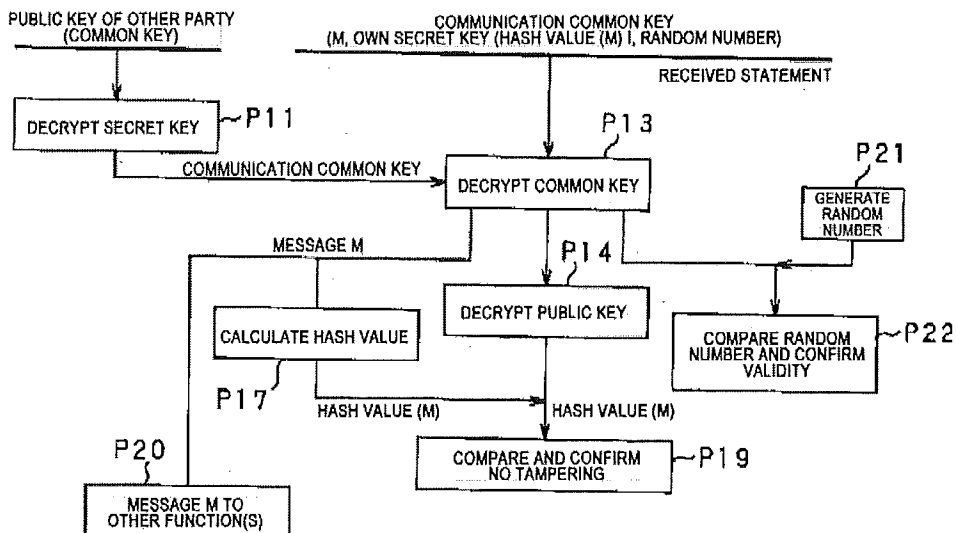 PUBLIC KEY OF OTHER PARTY
(COMMON KEY)
COMMUNICATION COMMON KEY
(M, OWN SECRET KEY (HASH VALUE (M) I, RANDOM NUMBER)
RECEIVED STATEMENT
DECRYPT SECRET KEY
P11
COMMUNICATION COMMON KEY
P13
DECRYPT COMMON KEY
P21
GENERATE
RANDOM
NUMBER
MESSAGE M
P14
DECRYPT PUBLIC KEY
CALCULATE HASH VALUE
P17
COMPARE RANDOM
NUMBER AND CONFIRM
VALIDITY
P22
HASH VALUE (M)
HASH VALUE (M)
COMPARE AND CONFIRM
NO TAMPERING
P19
P20
MESSAGE M TO
OTHER FUNCTION(S)